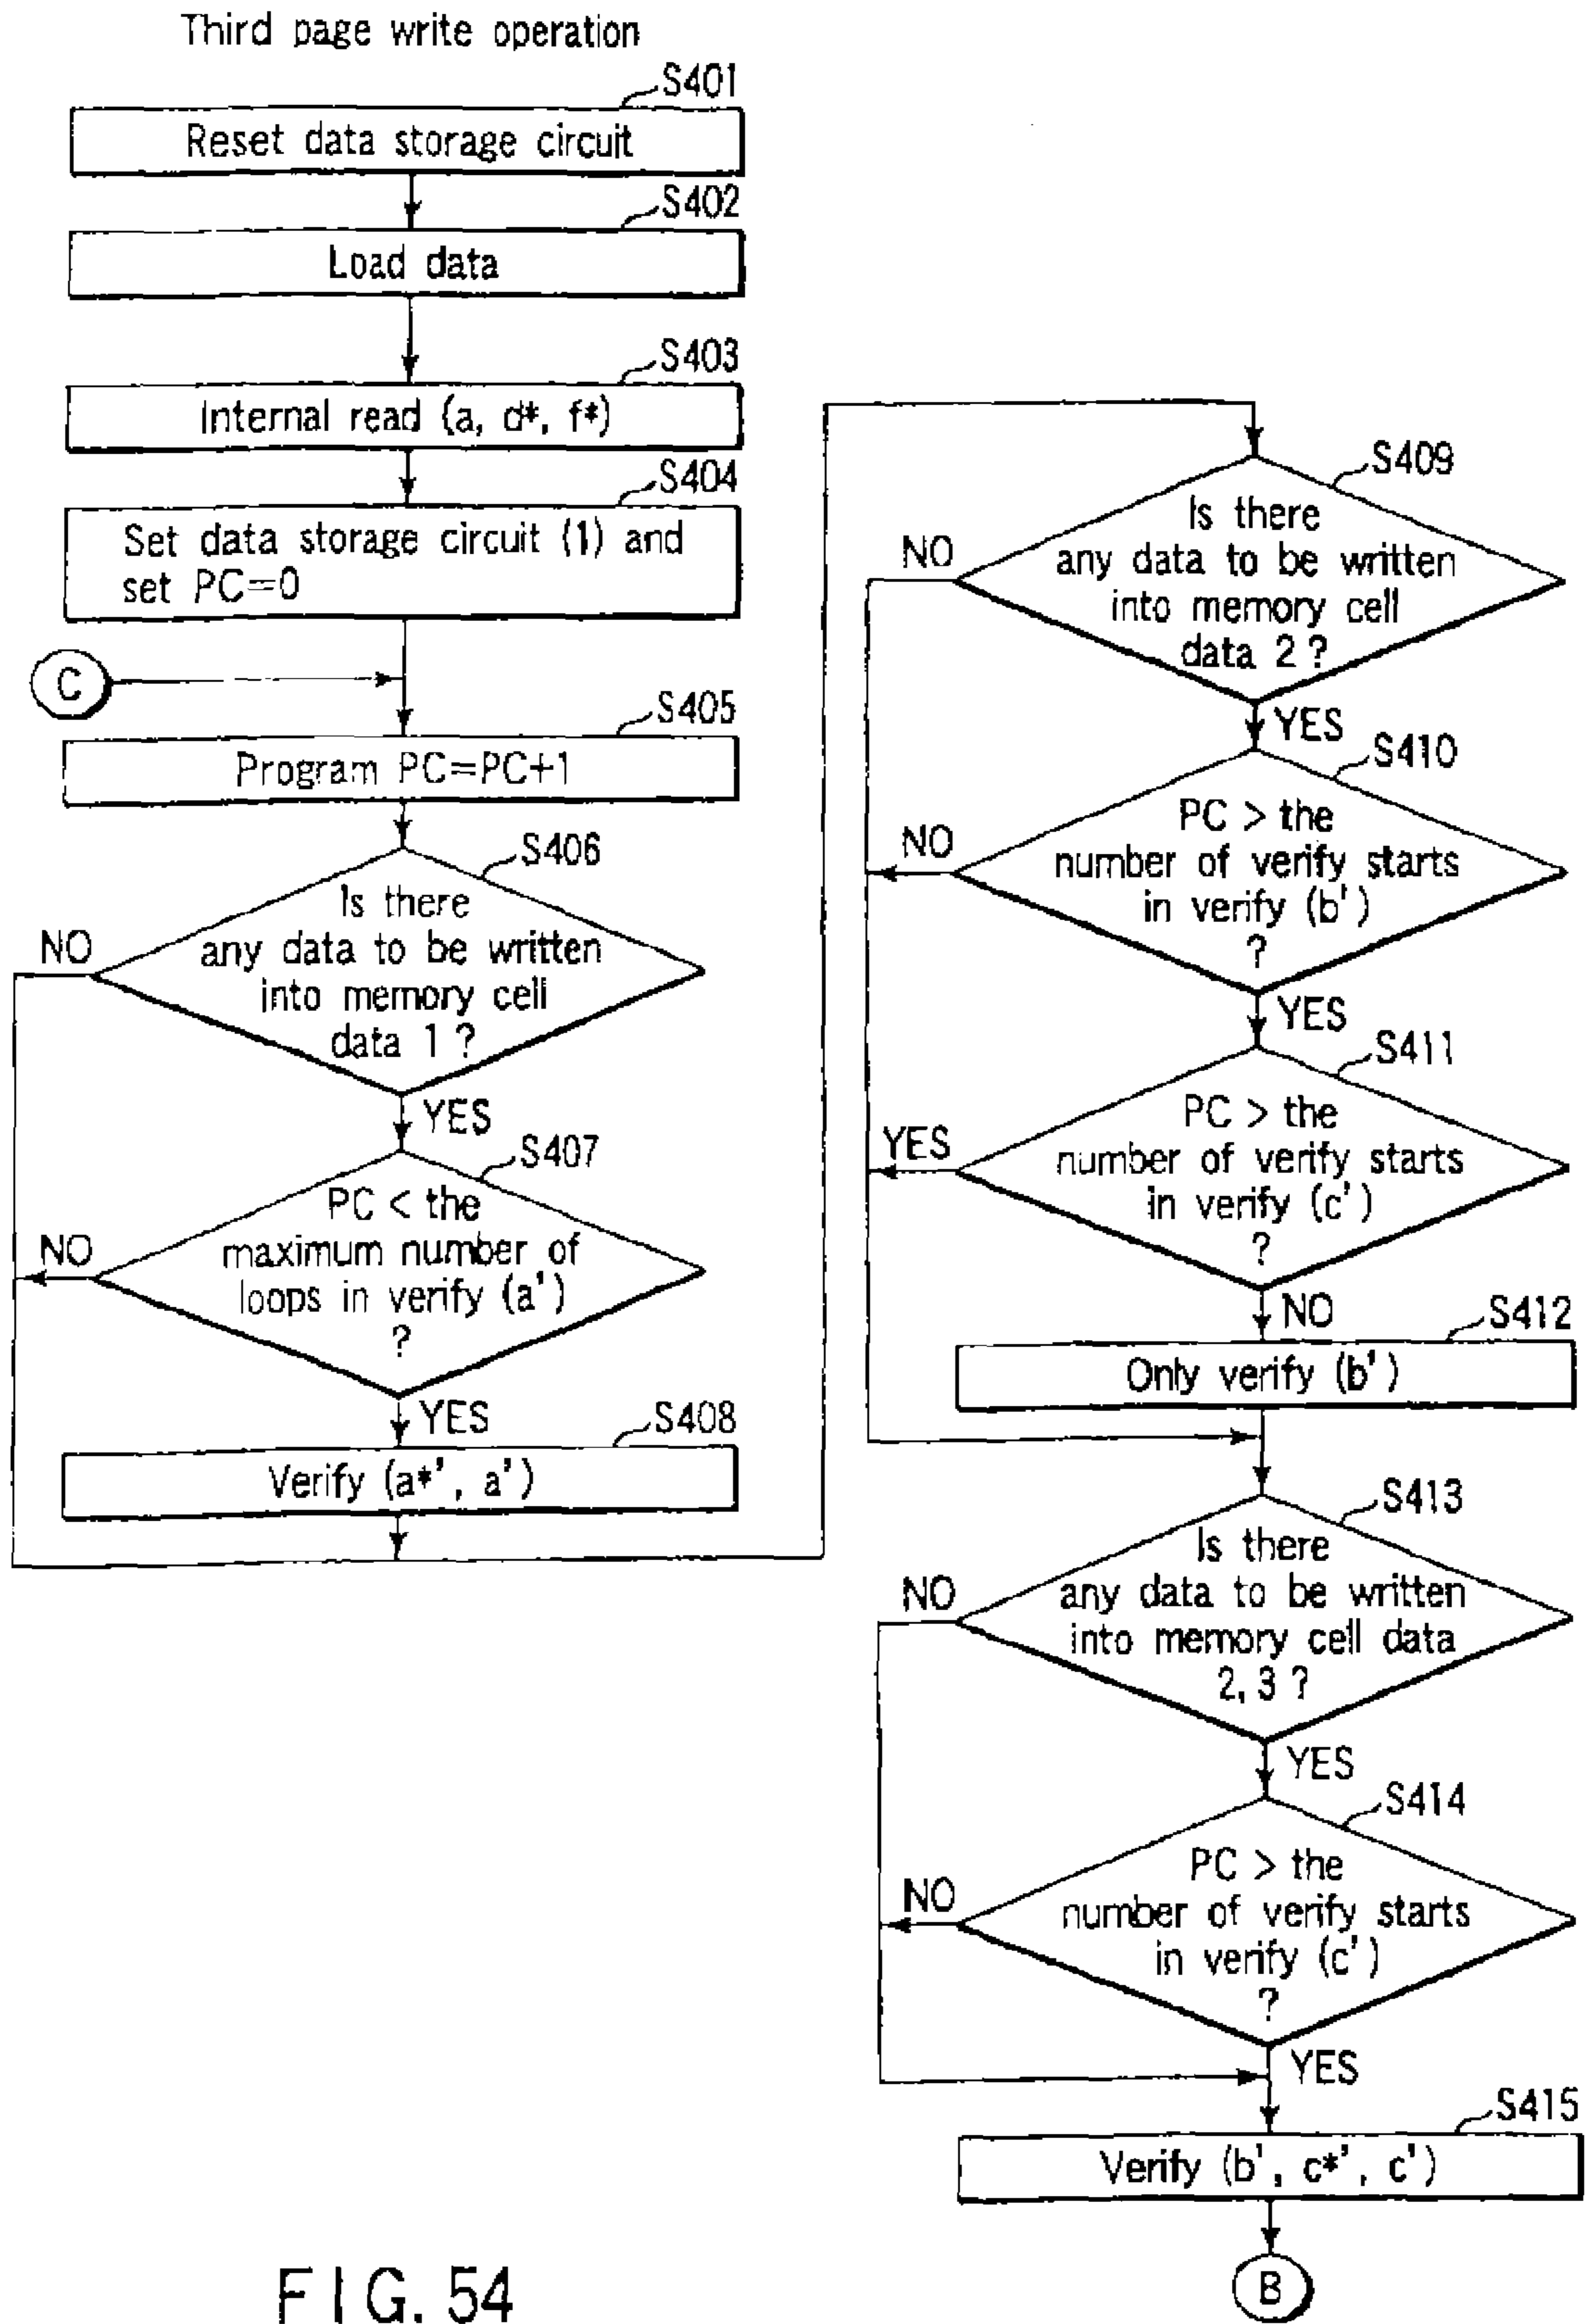 Third page write operation
S401
Reset data storage circuit
S402
Load data
S403
Internal read (a, d*, f*)
S404
Set data storage circuit (1) and
set PC=0
C
S405
Program PC=PC+1
S406
Is there
any data to be written
into memory cell
data 1 ?
NO
YES
S407
PC < the
maximum number of
loops in verify (a')
?
NO
YES
S408
Verify (a*', a')
S409
Is there
any data to be written
into memory cell
data 2 ?
NO
YES
S410
PC > the
number of verify starts
in verify (b')
?
NO
YES
S411
PC > the
number of verify starts
in verify (c')
?
YES
NO
S412
Only verify (b')
S413
Is there
any data to be written
into memory cell data
2, 3 ?
NO
YES
S414
PC > the
number of verify starts
in verify (c')
?
NO
YES
S415
Verify (b', c*', c')
B
FIG. 54